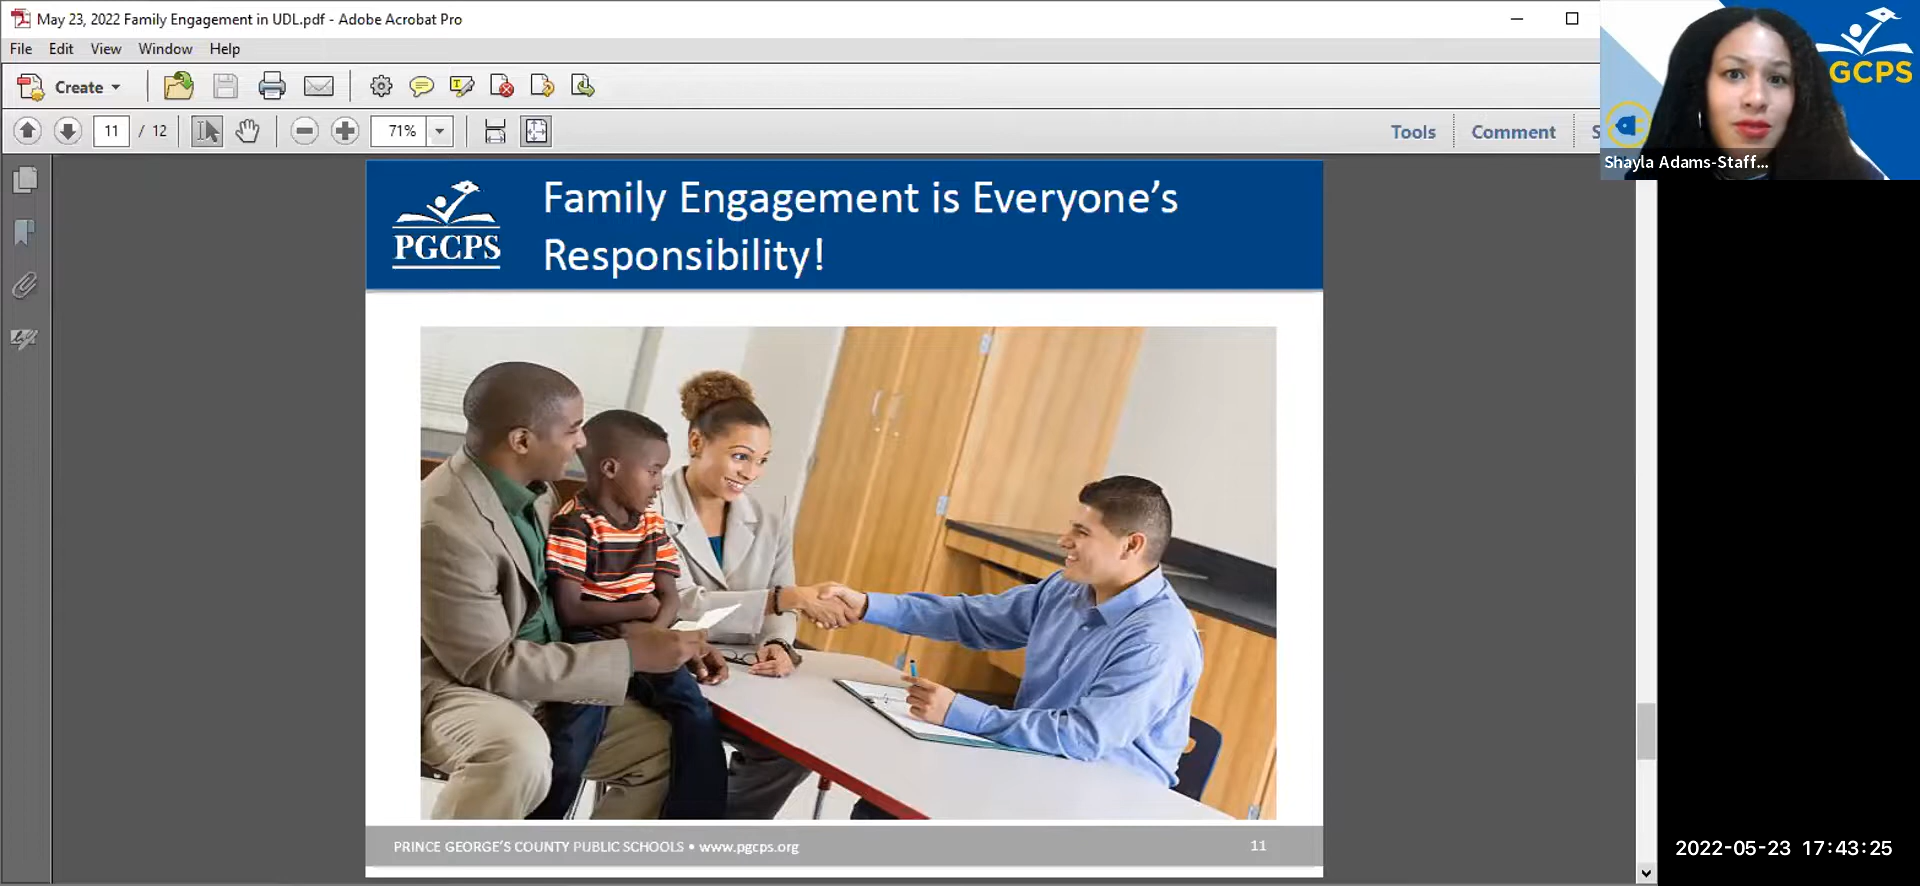 May 23, 2022 Family Engagement in UDL.pdf - Adobe Acrobat Pro
File Edit View Window Help
Create
11 / 12
71%
Tools
Comment
S
GCPS
Shayla Adams-Staff...
PGCPS
Family Engagement is Everyone’s
Responsibility!
PRINCE GEORGE’S COUNTY PUBLIC SCHOOLS • www.pgcps.org
11
2022-05-23 17:43:25